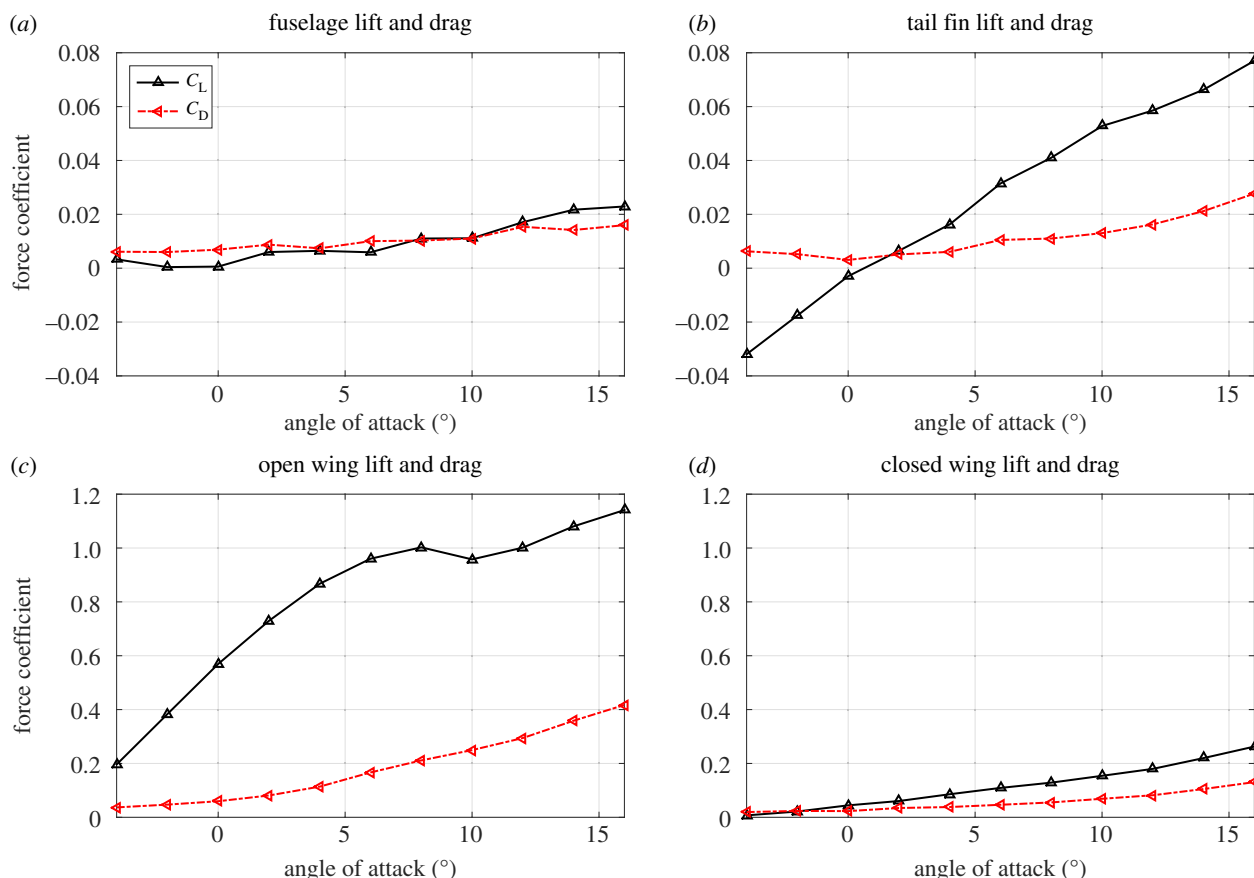 (a) fuselage lift and drag
0.08
0.06
0.04
0.02
0
–0.02
–0.04
force coefficient
C_L
C_D
0 5 10 15
angle of attack (°)
(b) tail fin lift and drag
0.08
0.06
0.04
0.02
0
–0.02
–0.04
0 5 10 15
angle of attack (°)
(c) open wing lift and drag
1.2
1.0
0.8
0.6
0.4
0.2
0
force coefficient
0 5 10 15
angle of attack (°)
(d) closed wing lift and drag
1.2
1.0
0.8
0.6
0.4
0.2
0
0 5 10 15
angle of attack (°)